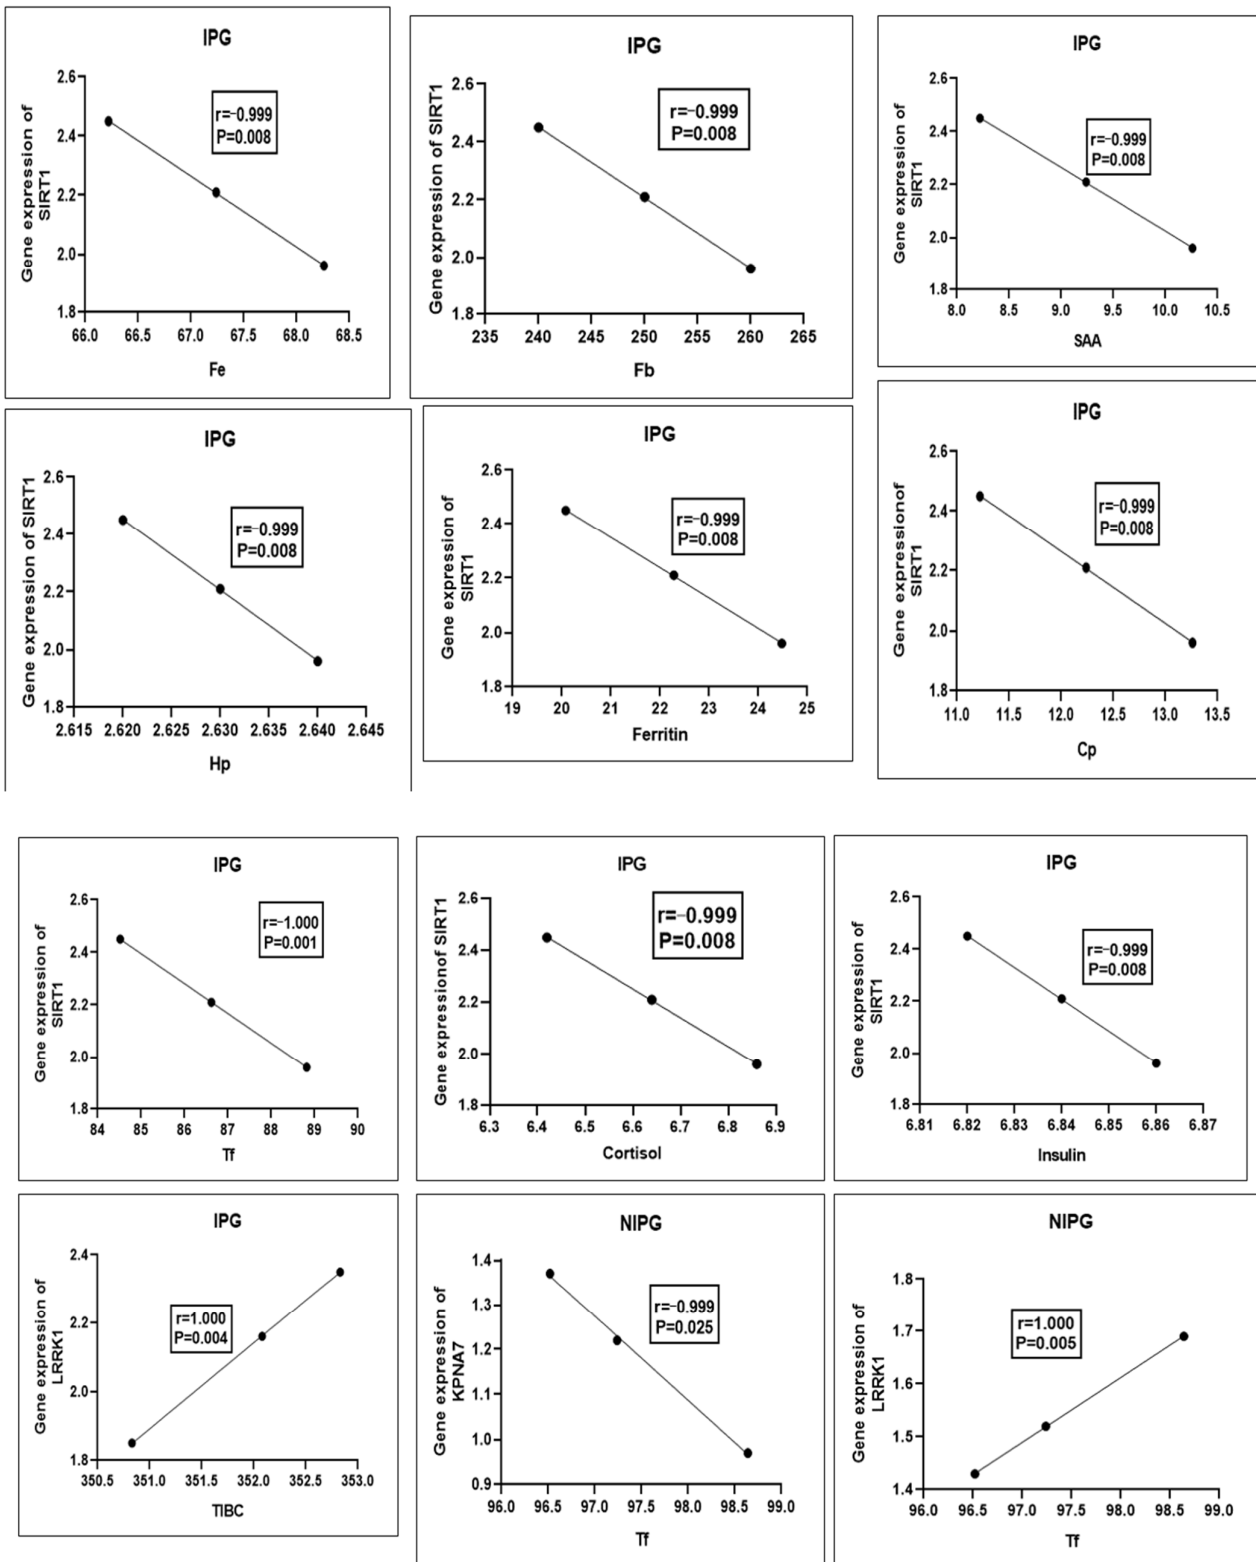 IPG
Gene expression of
SIRT1
2.6
2.4
2.2
2.0
1.8
r=-0.999
P=0.008
66.0 66.5 67.0 67.5 68.0 68.5
Fe
IPG
Gene expression of SIRT1
2.6
2.4
2.2
2.0
1.8
r=-0.999
P=0.008
235 240 245 250 255 260 265
Fb
IPG
Gene expression of
SIRT1
2.6
2.4
2.2
2.0
1.8
r=-0.999
P=0.008
8.0 8.5 9.0 9.5 10.0 10.5
SAA
IPG
Gene expression of SIRT1
2.6
2.4
2.2
2.0
1.8
r=-0.999
P=0.008
2.615 2.620 2.625 2.630 2.635 2.640 2.645
Hp
IPG
Gene expression of
SIRT1
2.6
2.4
2.2
2.0
1.8
r=-0.999
P=0.008
19 20 21 22 23 24 25
Ferritin
IPG
Gene expressionof
SIRT1
2.6
2.4
2.2
2.0
1.8
r=-0.999
P=0.008
11.0 11.5 12.0 12.5 13.0 13.5
Cp
IPG
Gene expression of
SIRT1
2.6
2.4
2.2
2.0
1.8
r=-1.000
P=0.001
84 85 86 87 88 89 90
Tf
IPG
Gene expressionof SIRT1
2.6
2.4
2.2
2.0
1.8
r=-0.999
P=0.008
6.3 6.4 6.5 6.6 6.7 6.8 6.9
Cortisol
IPG
Gene expression of
SIRT1
2.6
2.4
2.2
2.0
1.8
r=-0.999
P=0.008
6.81 6.82 6.83 6.84 6.85 6.86 6.87
Insulin
IPG
Gene expression of
LRRK1
2.4
2.2
2.0
1.8
r=1.000
P=0.004
350.5 351.0 351.5 352.0 352.5 353.0
TIBC
NIPG
Gene expression of
KPNA7
1.4
1.3
1.2
1.1
1.0
0.9
r=-0.999
P=0.025
96.0 96.5 97.0 97.5 98.0 98.5 99.0
Tf
NIPG
Gene expression of
LRRK1
1.8
1.7
1.6
1.5
1.4
r=1.000
P=0.005
96.0 96.5 97.0 97.5 98.0 98.5 99.0
Tf